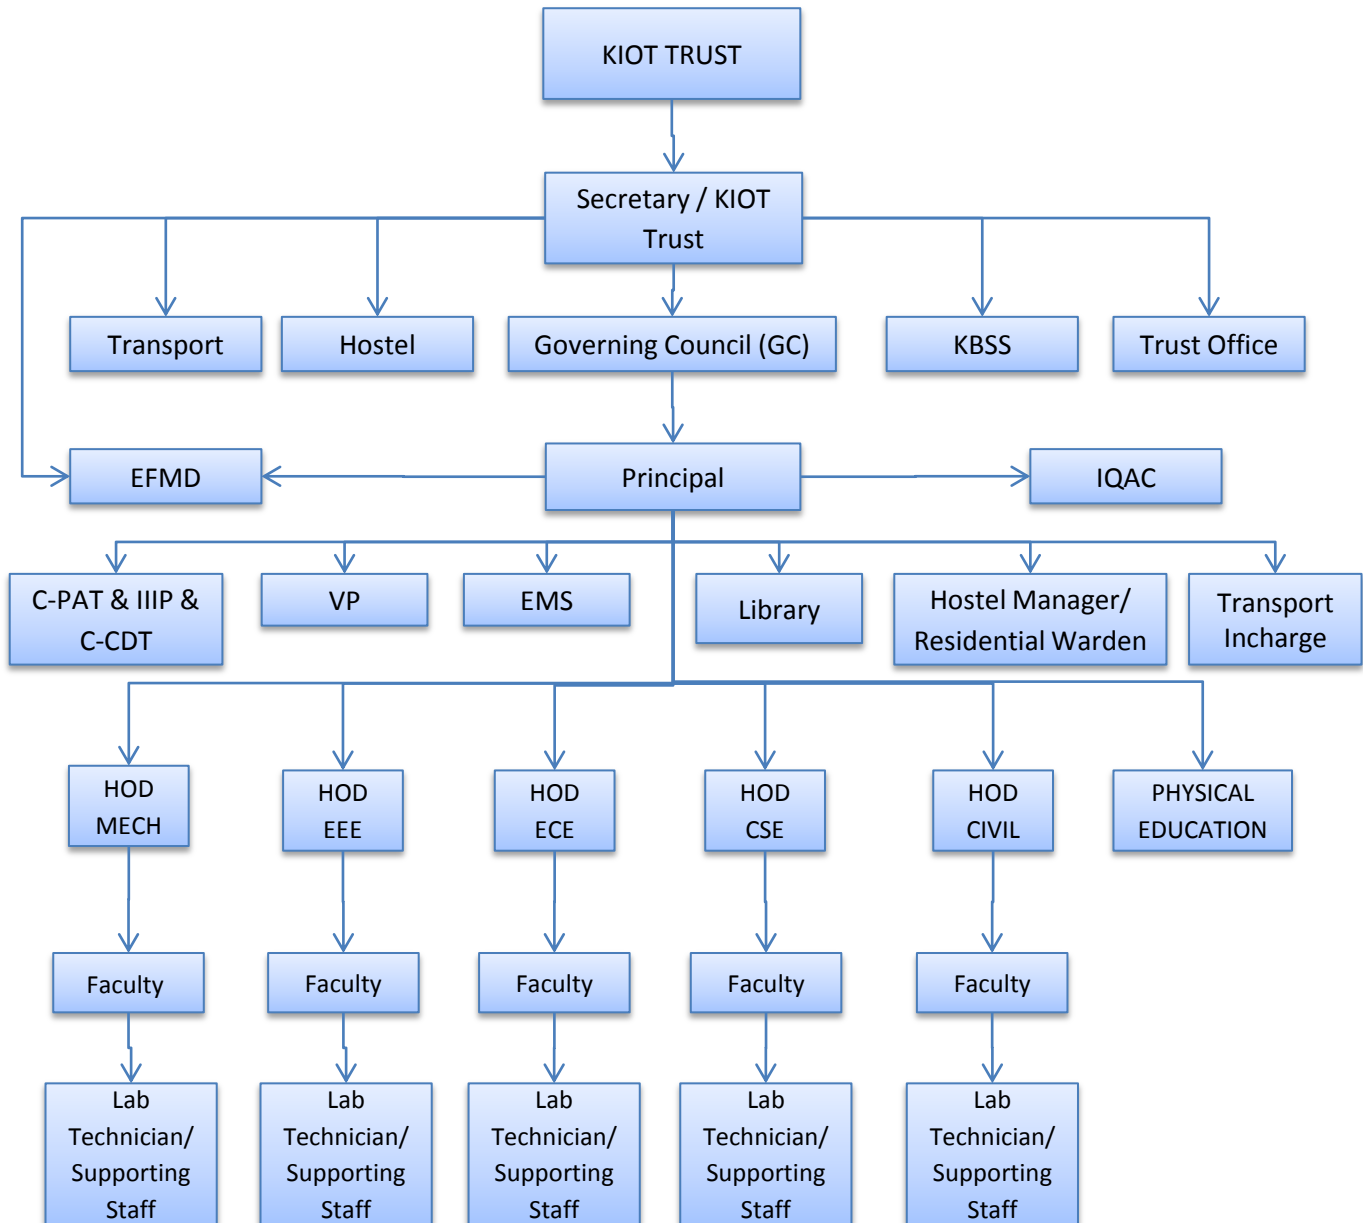 KIOT TRUST
Secretary / KIOT
Trust
Transport
Hostel
Governing Council (GC)
KBSS
Trust Office
EFMD
Principal
IQAC
C-PAT & IIIP &
C-CDT
VP
EMS
Library
Hostel Manager/
Residential Warden
Transport
Incharge
HOD
MECH
HOD
EEE
HOD
ECE
HOD
CSE
HOD
CIVIL
PHYSICAL
EDUCATION
Faculty
Faculty
Faculty
Faculty
Faculty
Lab
Technician/
Supporting
Staff
Lab
Technician/
Supporting
Staff
Lab
Technician/
Supporting
Staff
Lab
Technician/
Supporting
Staff
Lab
Technician/
Supporting
Staff